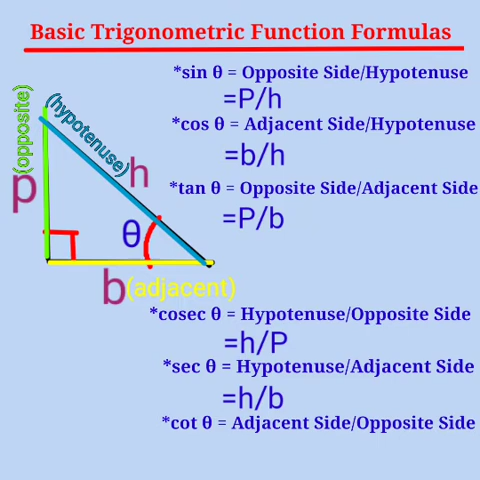 Basic Trigonometric Function Formulas
*sin θ = Opposite Side/Hypotenuse
=P/h
*cos θ = Adjacent Side/Hypotenuse
=b/h
*tan θ = Opposite Side/Adjacent Side
=P/b
(opposite)
p
(hypotenuse)
h
θ
b(adjacent)
*cosec θ = Hypotenuse/Opposite Side
=h/P
*sec θ = Hypotenuse/Adjacent Side
=h/b
*cot θ = Adjacent Side/Opposite Side